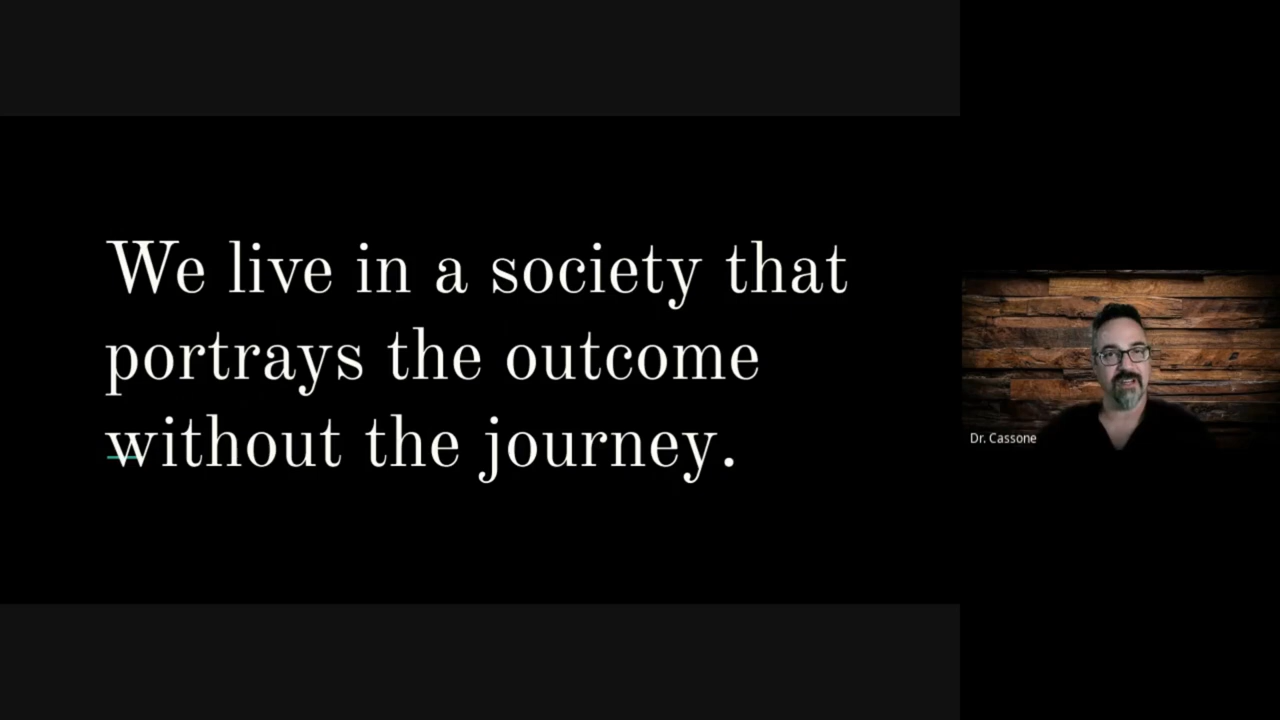 We live in a society that
portrays the outcome
without the journey.
Dr. Cassone